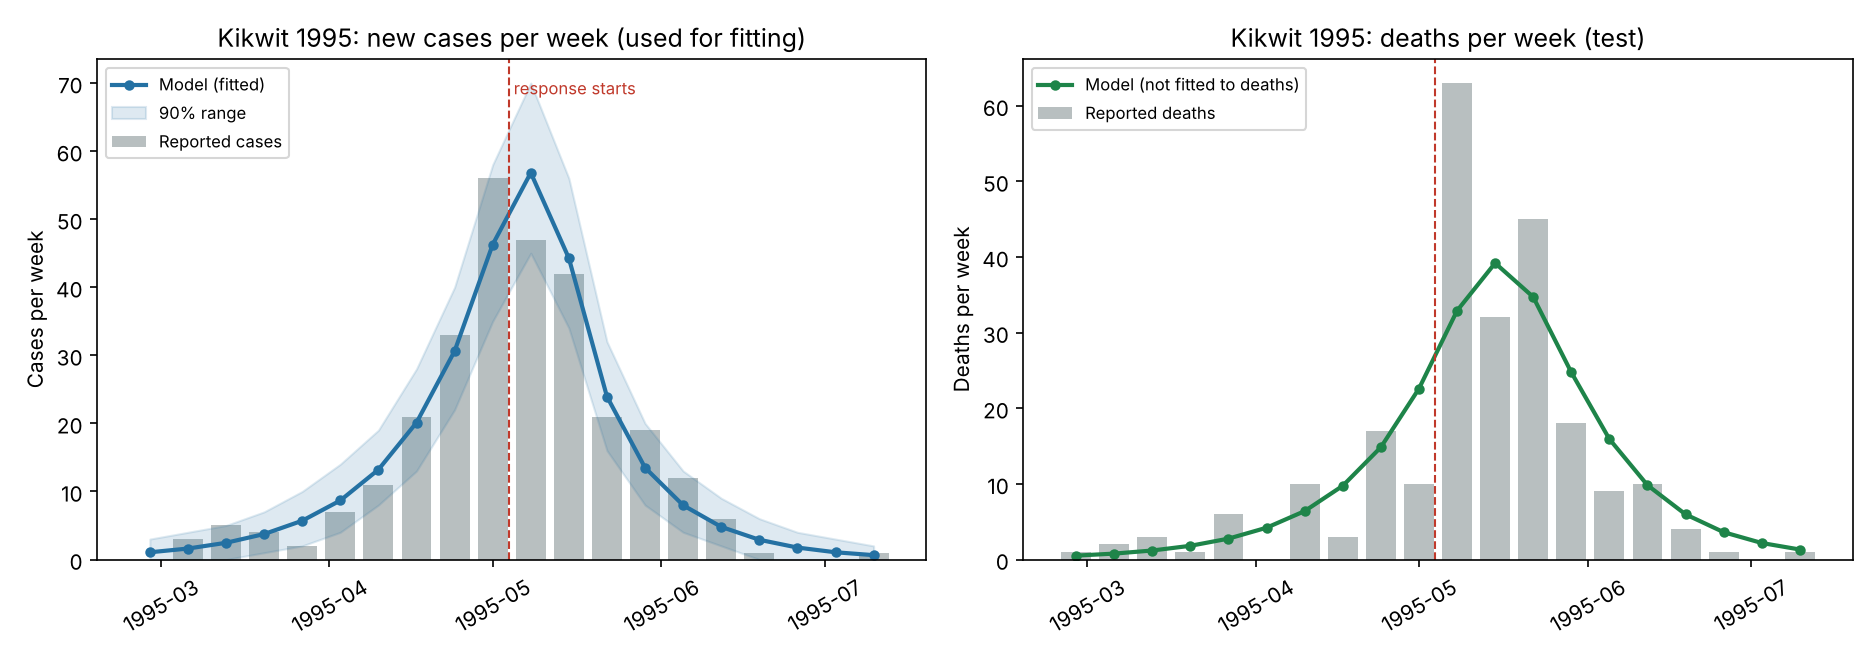 Kikwit 1995: new cases per week (used for fitting)
Model (fitted)
90% range
Reported cases
response starts
Cases per week
70
60
50
40
30
20
10
0
1995-03
1995-04
1995-05
1995-06
1995-07
Kikwit 1995: deaths per week (test)
Model (not fitted to deaths)
Reported deaths
Deaths per week
60
50
40
30
20
10
0
1995-03
1995-04
1995-05
1995-06
1995-07